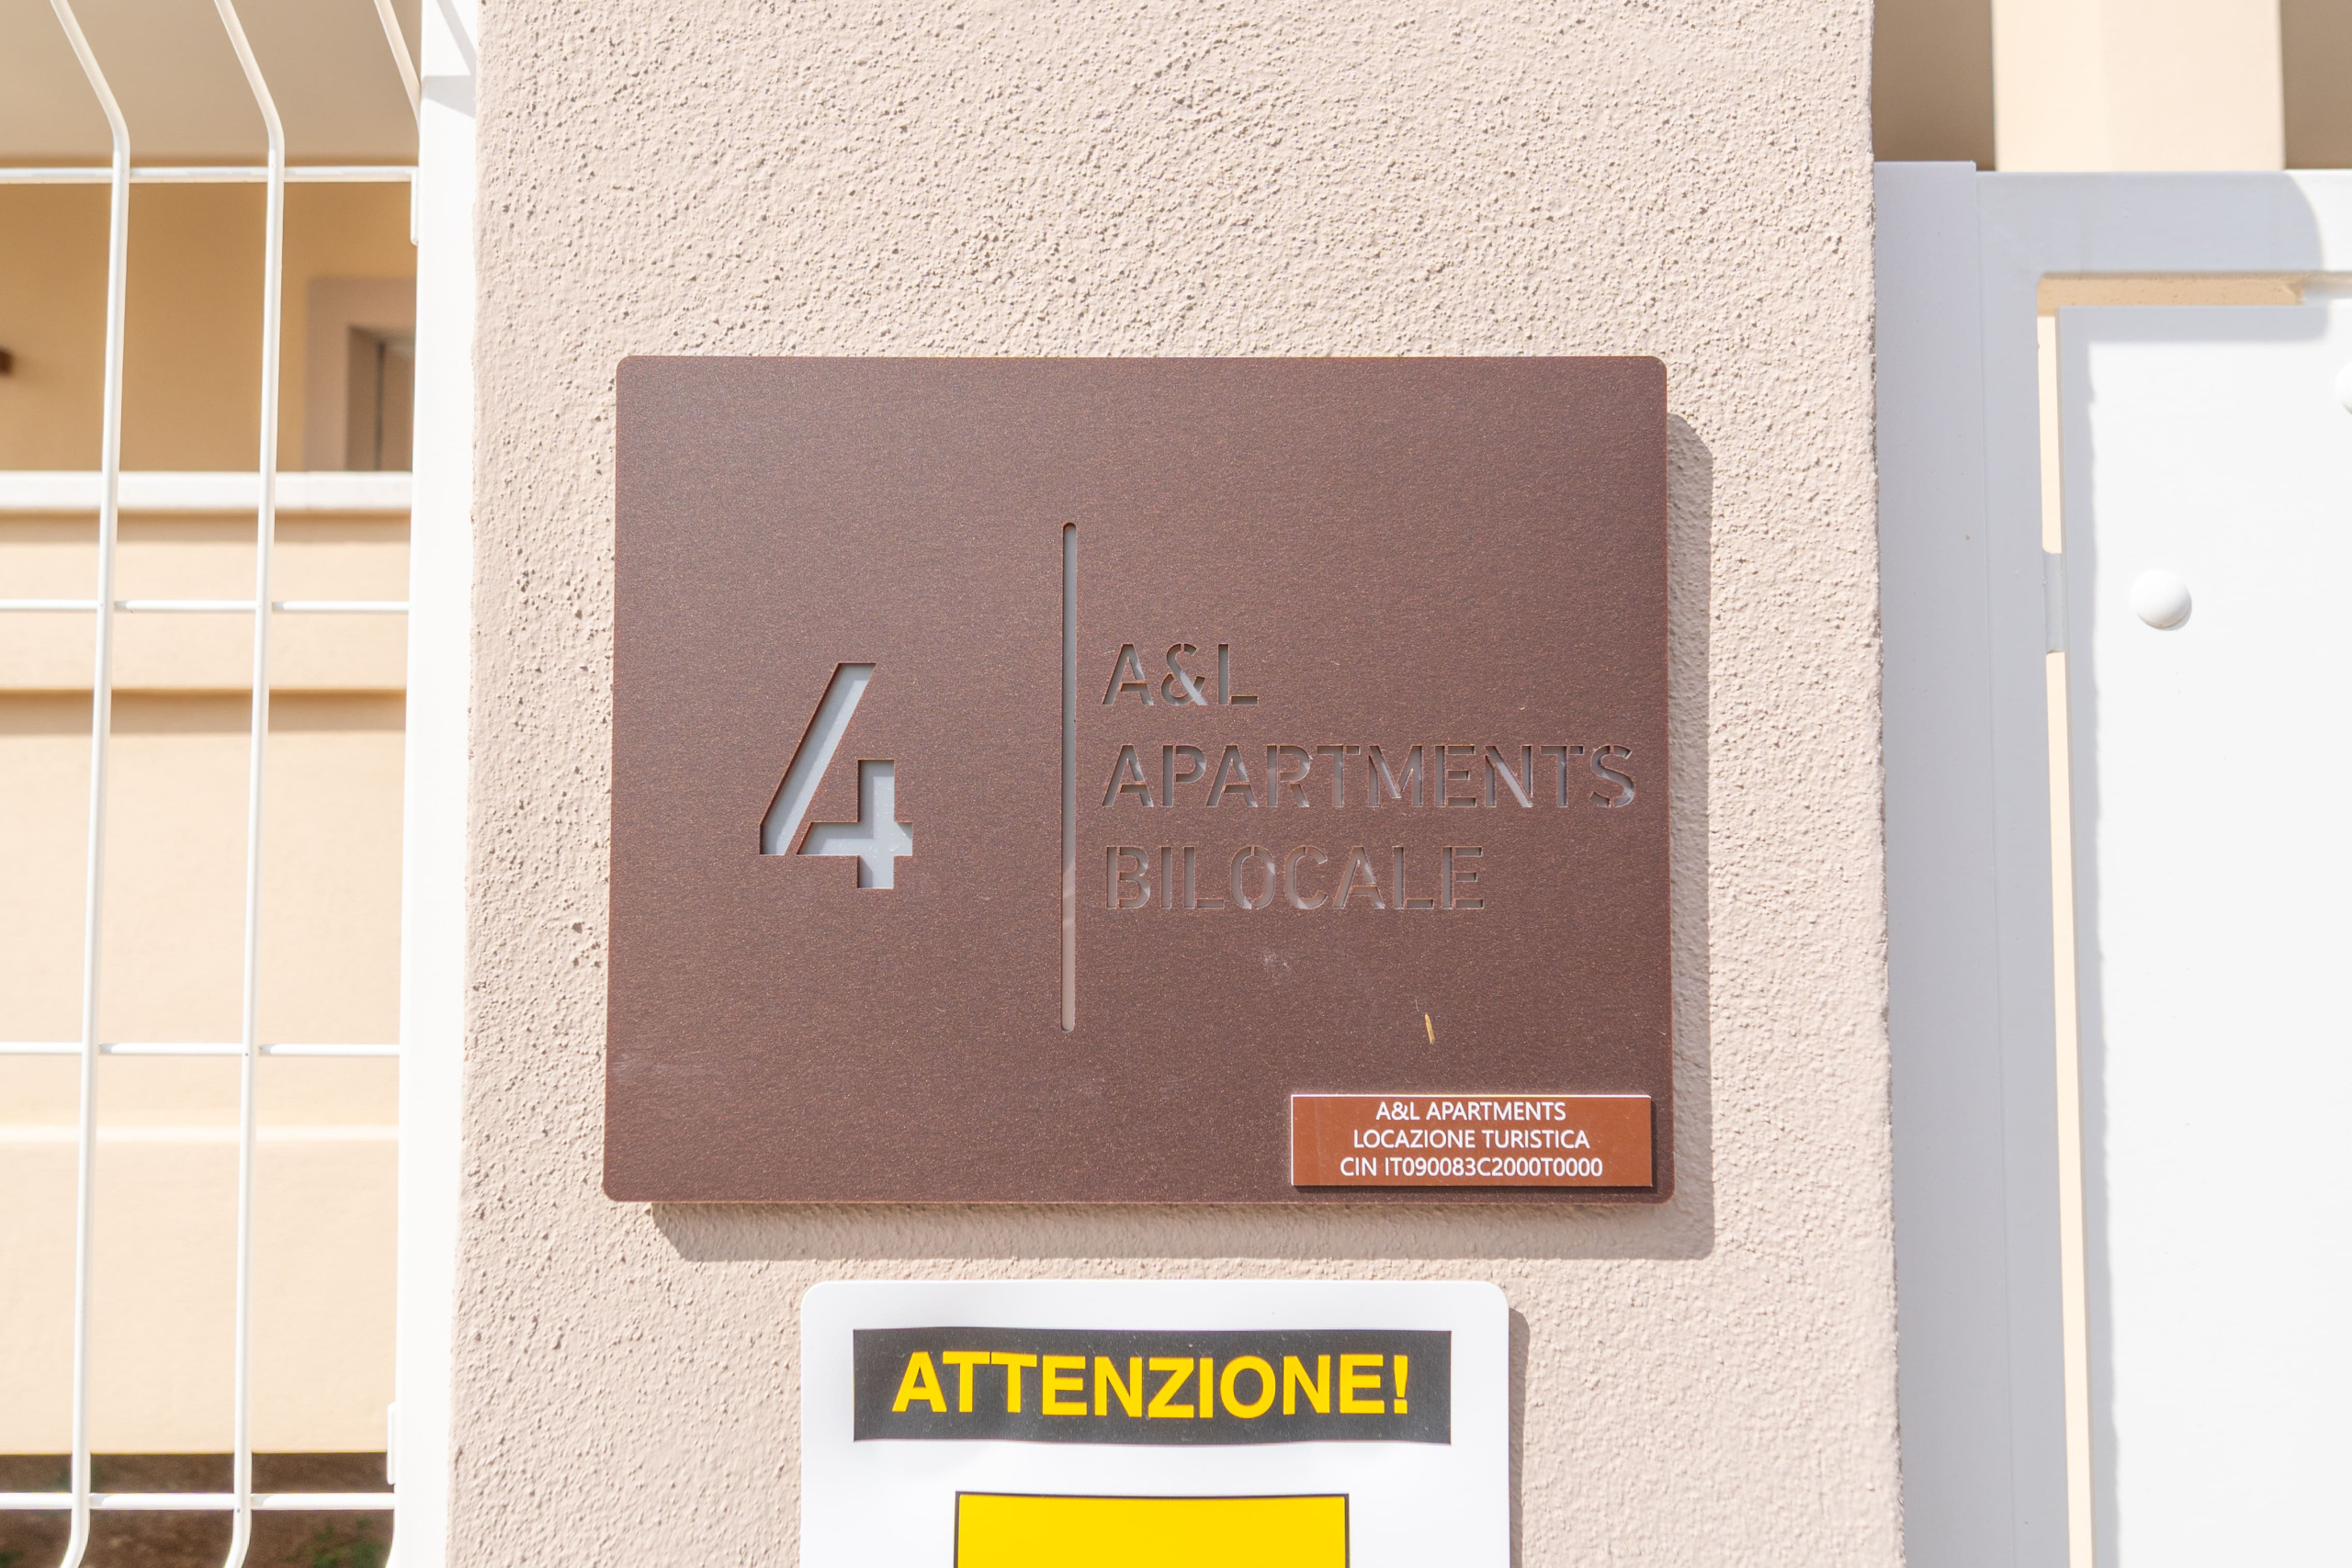 4
A&L
APARTMENTS
BILOCALE
A&L APARTMENTS
LOCAZIONE TURISTICA
CIN IT090083C2000T0000
ATTENZIONE!